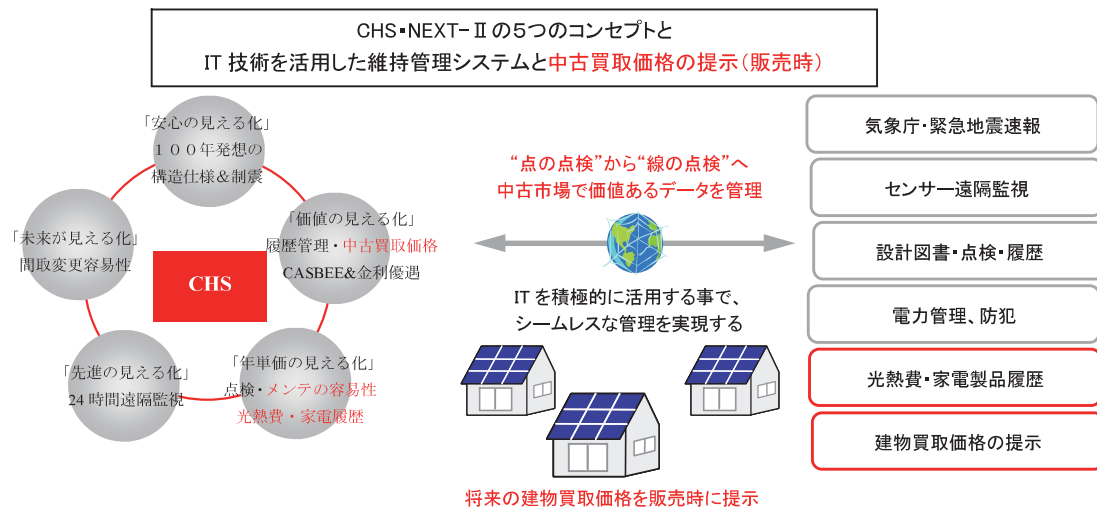 CHS・NEXT-Ⅱの5つのコンセプトと
IT 技術を活用した維持管理システムと中古買取価格の提示(販売時)
「安心の見える化」
１００年発想の
構造仕様＆制震
「未来が見える化」
間取変更容易性
「価値の見える化」
履歴管理・中古買取価格
CASBEE&金利優遇
CHS
「先進の見える化」
24 時間遠隔監視
「年単価の見える化」
点検・メンテの容易性
光熱費・家電履歴
“点の点検”から“線の点検”へ
中古市場で価値あるデータを管理
IT を積極的に活用する事で、
シームレスな管理を実現する
将来の建物買取価格を販売時に提示
気象庁・緊急地震速報
センサー遠隔監視
設計図書・点検・履歴
電力管理、防犯
光熱費・家電製品履歴
建物買取価格の提示